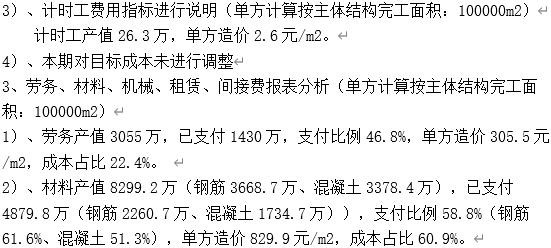 3）、计时工费用指标进行说明（单方计算按主体结构完工面积：100000m2）↵
计时工产值 26.3 万，单方造价 2.6 元/m2。↵
4）、本期对目标成本未进行调整↵
3、劳务、材料、机械、租赁、间接费报表分析（单方计算按主体结构完工面
积：100000m2）↵
1）、劳务产值 3055 万，已支付 1430 万，支付比例 46.8%，单方造价 305.5 元
/m2，成本占比 22.4%。↵
2）、材料产值 8299.2 万（钢筋 3668.7 万、混凝土 3378.4 万），已支付
4879.8 万（钢筋 2260.7 万、混凝土 1734.7 万）），支付比例 58.8%（钢筋
61.6%、混凝土 51.3%），单方造价 829.9 元/m2，成本占比 60.9%。↵